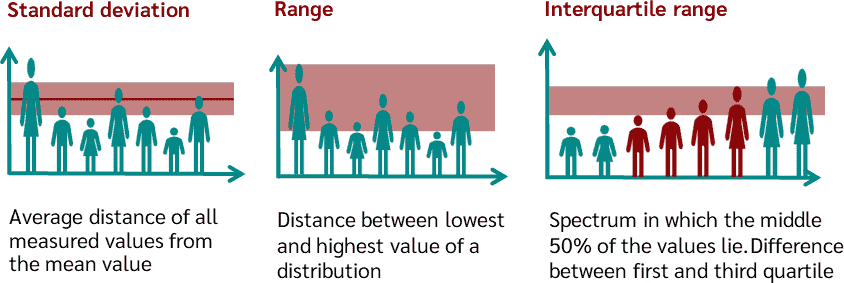 Standard deviation
Average distance of all
measured values from
the mean value
Range
Distance between lowest
and highest value of a
distribution
Interquartile range
Spectrum in which the middle
50% of the values lie.Difference
between first and third quartile